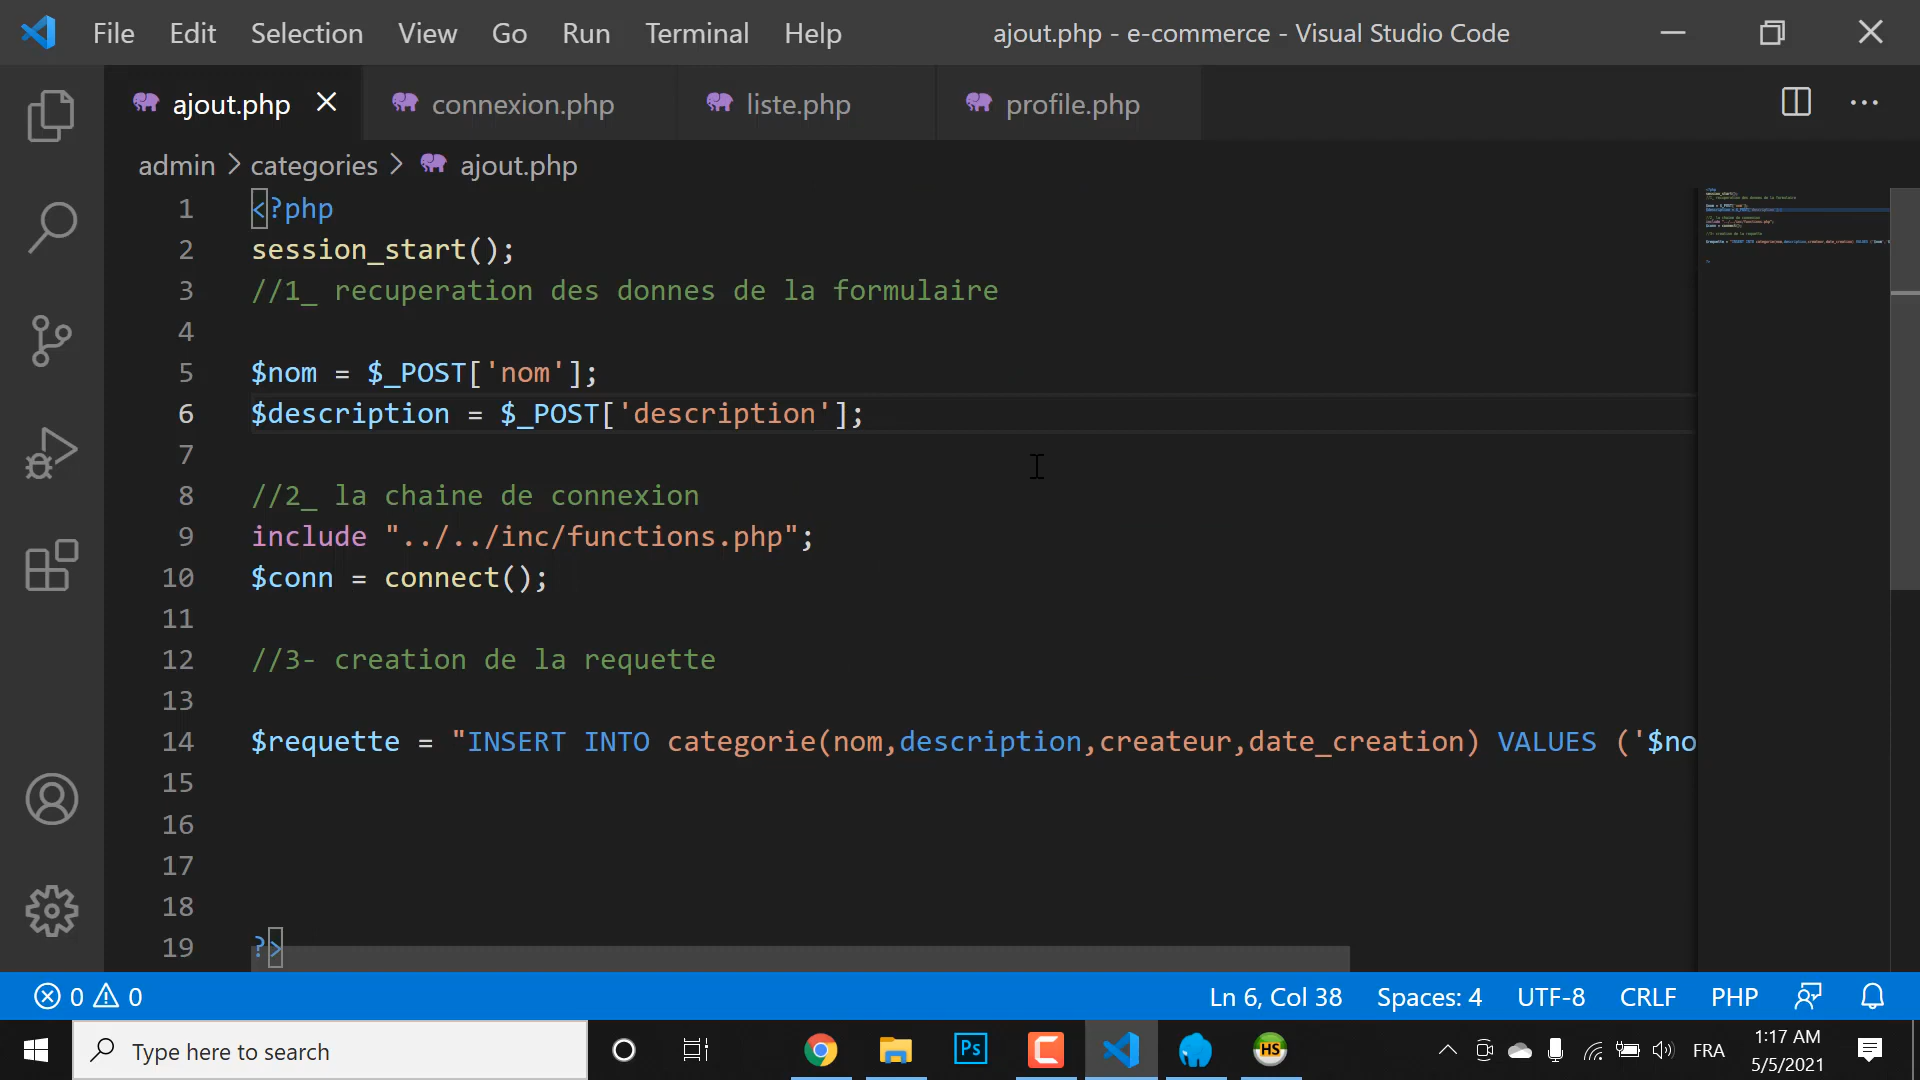 File Edit Selection View Go Run Terminal Help ajout.php - e-commerce - Visual Studio Code
ajout.php connexion.php liste.php profile.php
admin > categories > ajout.php
1 <?php
2 session_start();
3 //1_ recuperation des donnes de la formulaire
4
5 $nom = $_POST['nom'];
6 $description = $_POST['description'];
7
8 //2_ la chaine de connexion
9 include "../../inc/functions.php";
10 $conn = connect();
11
12 //3- creation de la requette
13
14 $requette = "INSERT INTO categorie(nom,description,createur,date_creation) VALUES ('$no
15
16
17
18
19 ?>
0 0 Ln 6, Col 38 Spaces: 4 UTF-8 CRLF PHP
Type here to search Ps HS FRA 1:17 AM
5/5/2021